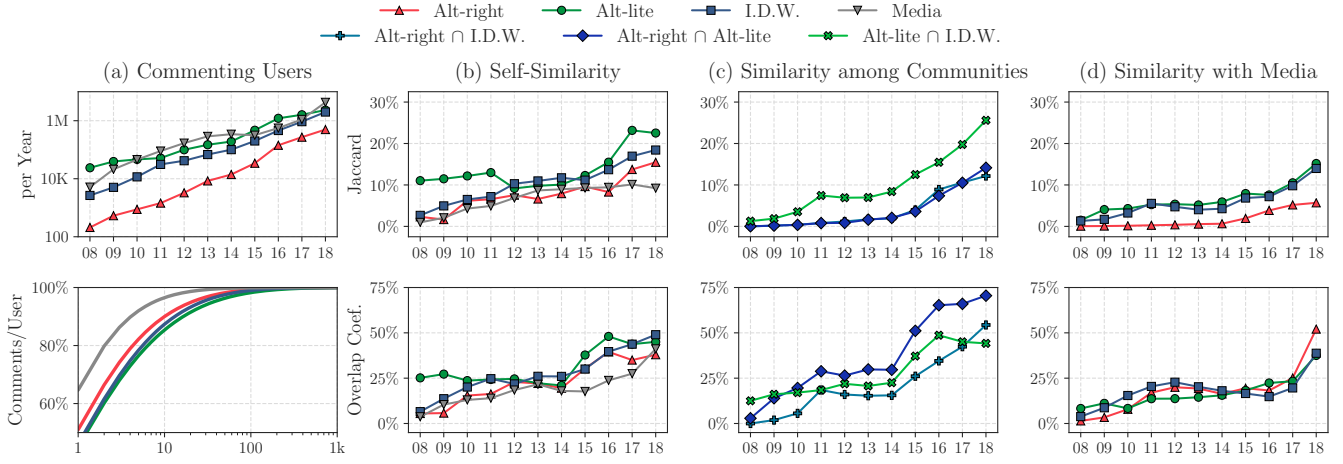 Alt-right Alt-lite I.D.W. Media
Alt-right ∩ I.D.W. Alt-right ∩ Alt-lite Alt-lite ∩ I.D.W.
(a) Commenting Users (b) Self-Similarity (c) Similarity among Communities (d) Similarity with Media
per Year
1M
10K
100
08 09 10 11 12 13 14 15 16 17 18
Jaccard
30%
20%
10%
0%
08 09 10 11 12 13 14 15 16 17 18
30%
20%
10%
0%
08 09 10 11 12 13 14 15 16 17 18
30%
20%
10%
0%
08 09 10 11 12 13 14 15 16 17 18
Comments/User
100%
80%
60%
1 10 100 1k
Overlap Coef.
75%
50%
25%
0%
08 09 10 11 12 13 14 15 16 17 18
75%
50%
25%
0%
08 09 10 11 12 13 14 15 16 17 18
75%
50%
25%
0%
08 09 10 11 12 13 14 15 16 17 18